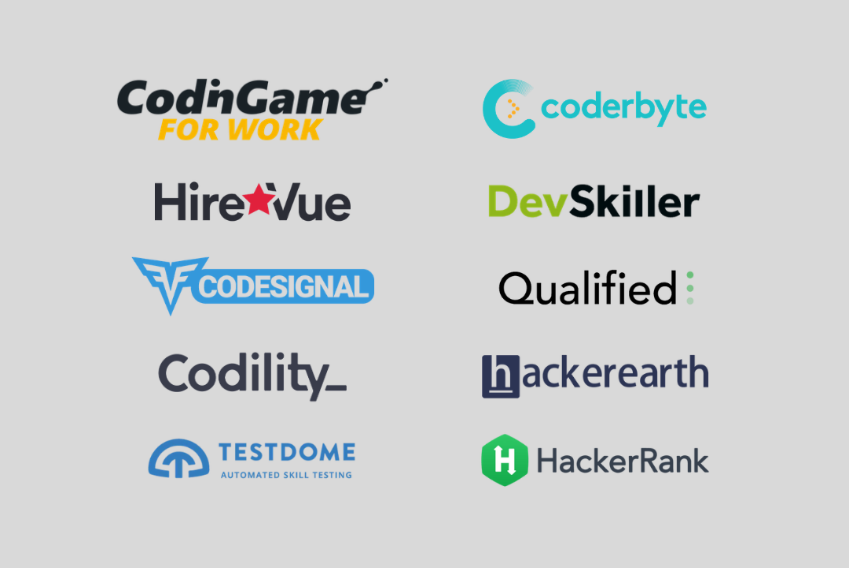 CodinGame
FOR WORK
coderbyte
HireVue
DevSkiller
CODESIGNAL
Qualified
Codility_
hackerearth
TESTDOME
AUTOMATED SKILL TESTING
H HackerRank